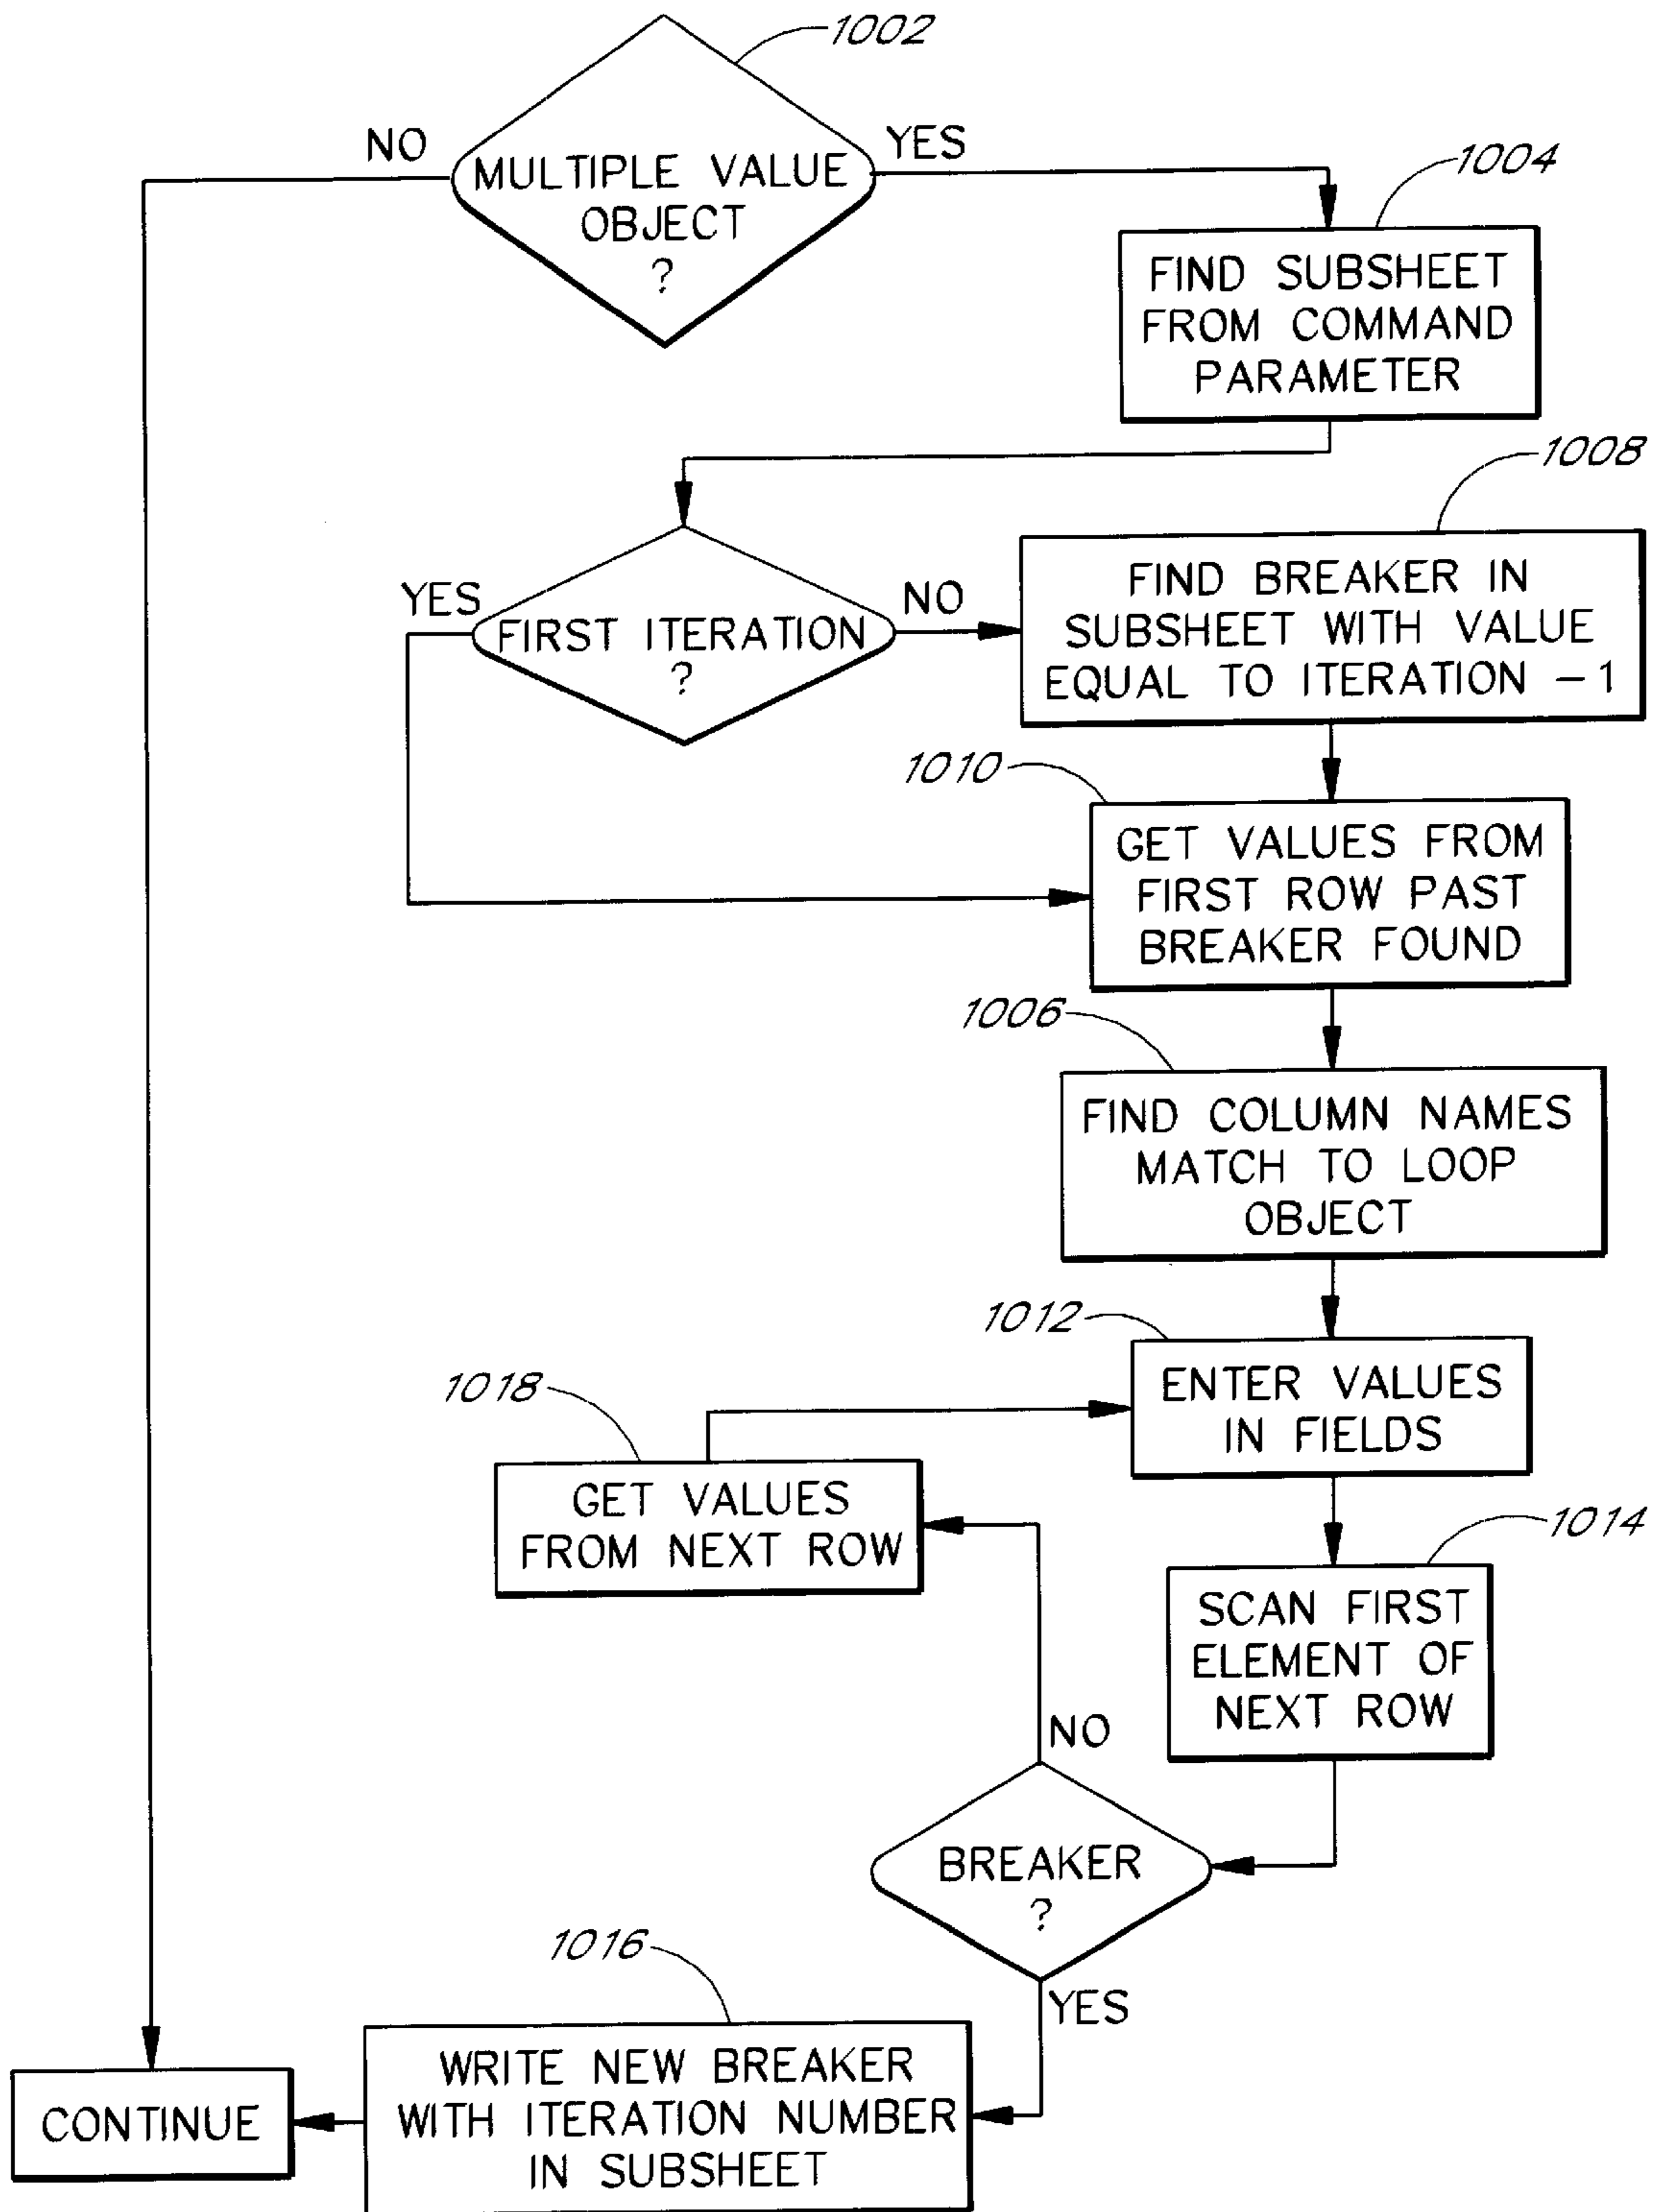 1002
NO
YES
MULTIPLE VALUE
OBJECT
?
1004
FIND SUBSHEET
FROM COMMAND
PARAMETER
1008
YES
NO
FIRST ITERATION
?
FIND BREAKER IN
SUBSHEET WITH VALUE
EQUAL TO ITERATION -1
1010
GET VALUES FROM
FIRST ROW PAST
BREAKER FOUND
1006
FIND COLUMN NAMES
MATCH TO LOOP
OBJECT
1012
ENTER VALUES
IN FIELDS
1018
GET VALUES
FROM NEXT ROW
1014
SCAN FIRST
ELEMENT OF
NEXT ROW
NO
BREAKER
?
YES
1016
WRITE NEW BREAKER
WITH ITERATION NUMBER
IN SUBSHEET
CONTINUE